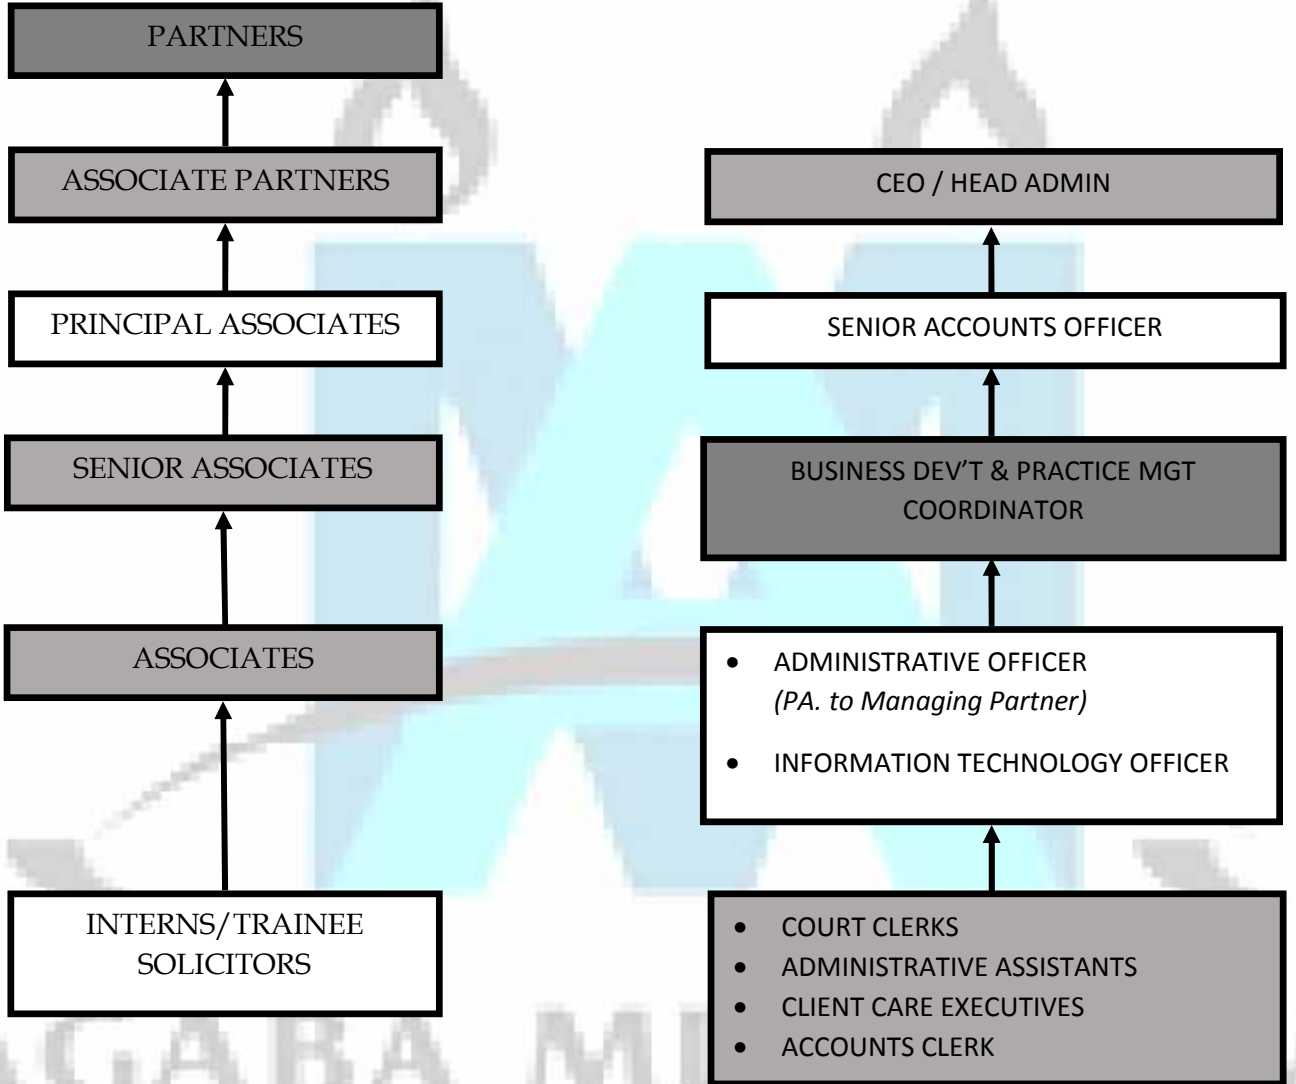 PARTNERS
ASSOCIATE PARTNERS
PRINCIPAL ASSOCIATES
SENIOR ASSOCIATES
ASSOCIATES
INTERNS/TRAINEE
SOLICITORS
CEO / HEAD ADMIN
SENIOR ACCOUNTS OFFICER
BUSINESS DEV’T & PRACTICE MGT
COORDINATOR
• ADMINISTRATIVE OFFICER
(PA. to Managing Partner)
• INFORMATION TECHNOLOGY OFFICER
• COURT CLERKS
• ADMINISTRATIVE ASSISTANTS
• CLIENT CARE EXECUTIVES
• ACCOUNTS CLERK